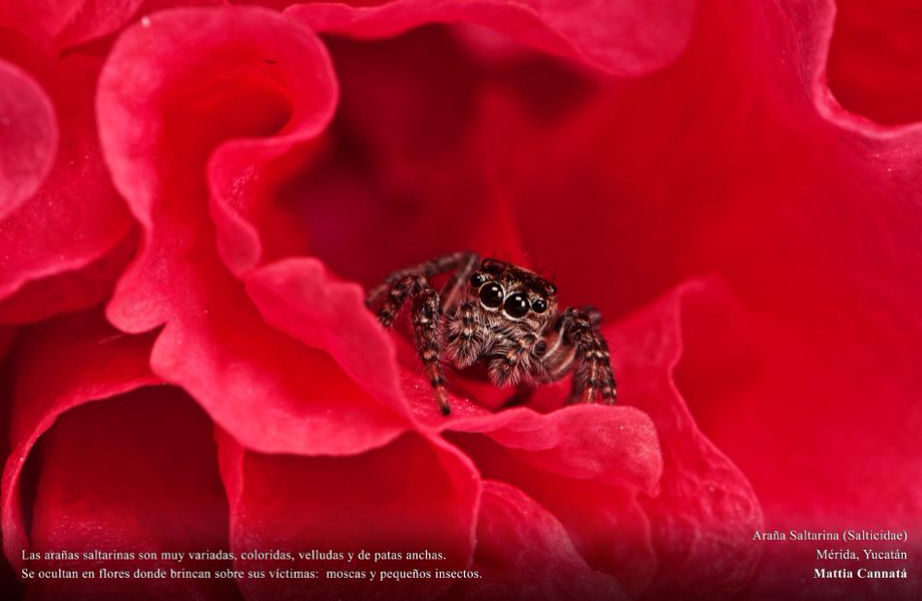 Las arañas saltarinas son muy variadas, coloridas, velludas y de patas anchas.
Se ocultan en flores donde brincan sobre sus víctimas: moscas y pequeños insectos.
Araña Saltarina (Salticidae)
Mérida, Yucatán
Mattia Cannatá